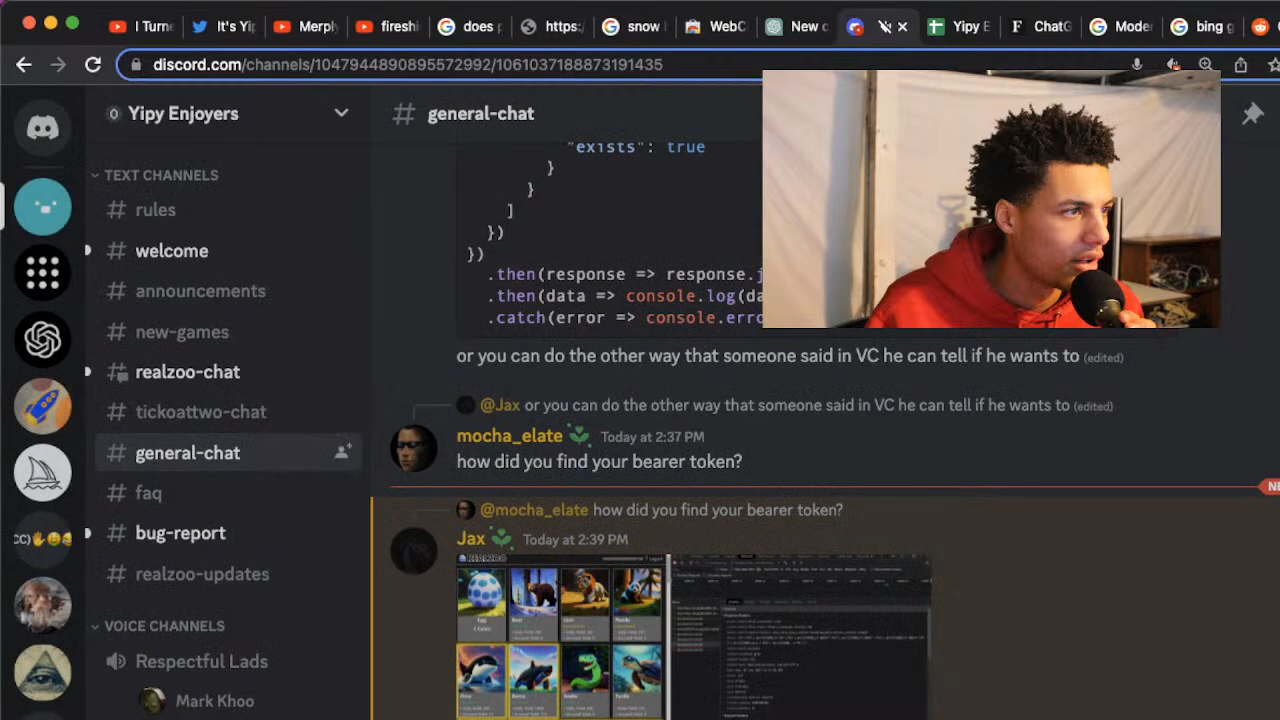 I Turne
It's Yip
Merply
fireshi
does p
https:/
snow
WebC
New c
Yipy E
ChatG
Mode
bing g
discord.com/channels/1047944890895572992/1061037188873191435
Yipy Enjoyers
# general-chat
"exists": true
}
}
]
})
})
.then(response => response.j
.then(data => console.log(da
.catch(error => console.erro
or you can do the other way that someone said in VC he can tell if he wants to (edited)
@Jax or you can do the other way that someone said in VC he can tell if he wants to (edited)
mocha_elate Today at 2:37 PM
how did you find your bearer token?
NE
@mocha_elate how did you find your bearer token?
Jax Today at 2:39 PM
REALZOO
TEXT CHANNELS
# rules
# welcome
# announcements
# new-games
# realzoo-chat
# tickoattwo-chat
# general-chat
# faq
# bug-report
# realzoo-updates
VOICE CHANNELS
Respectful Lads
Mark Khoo